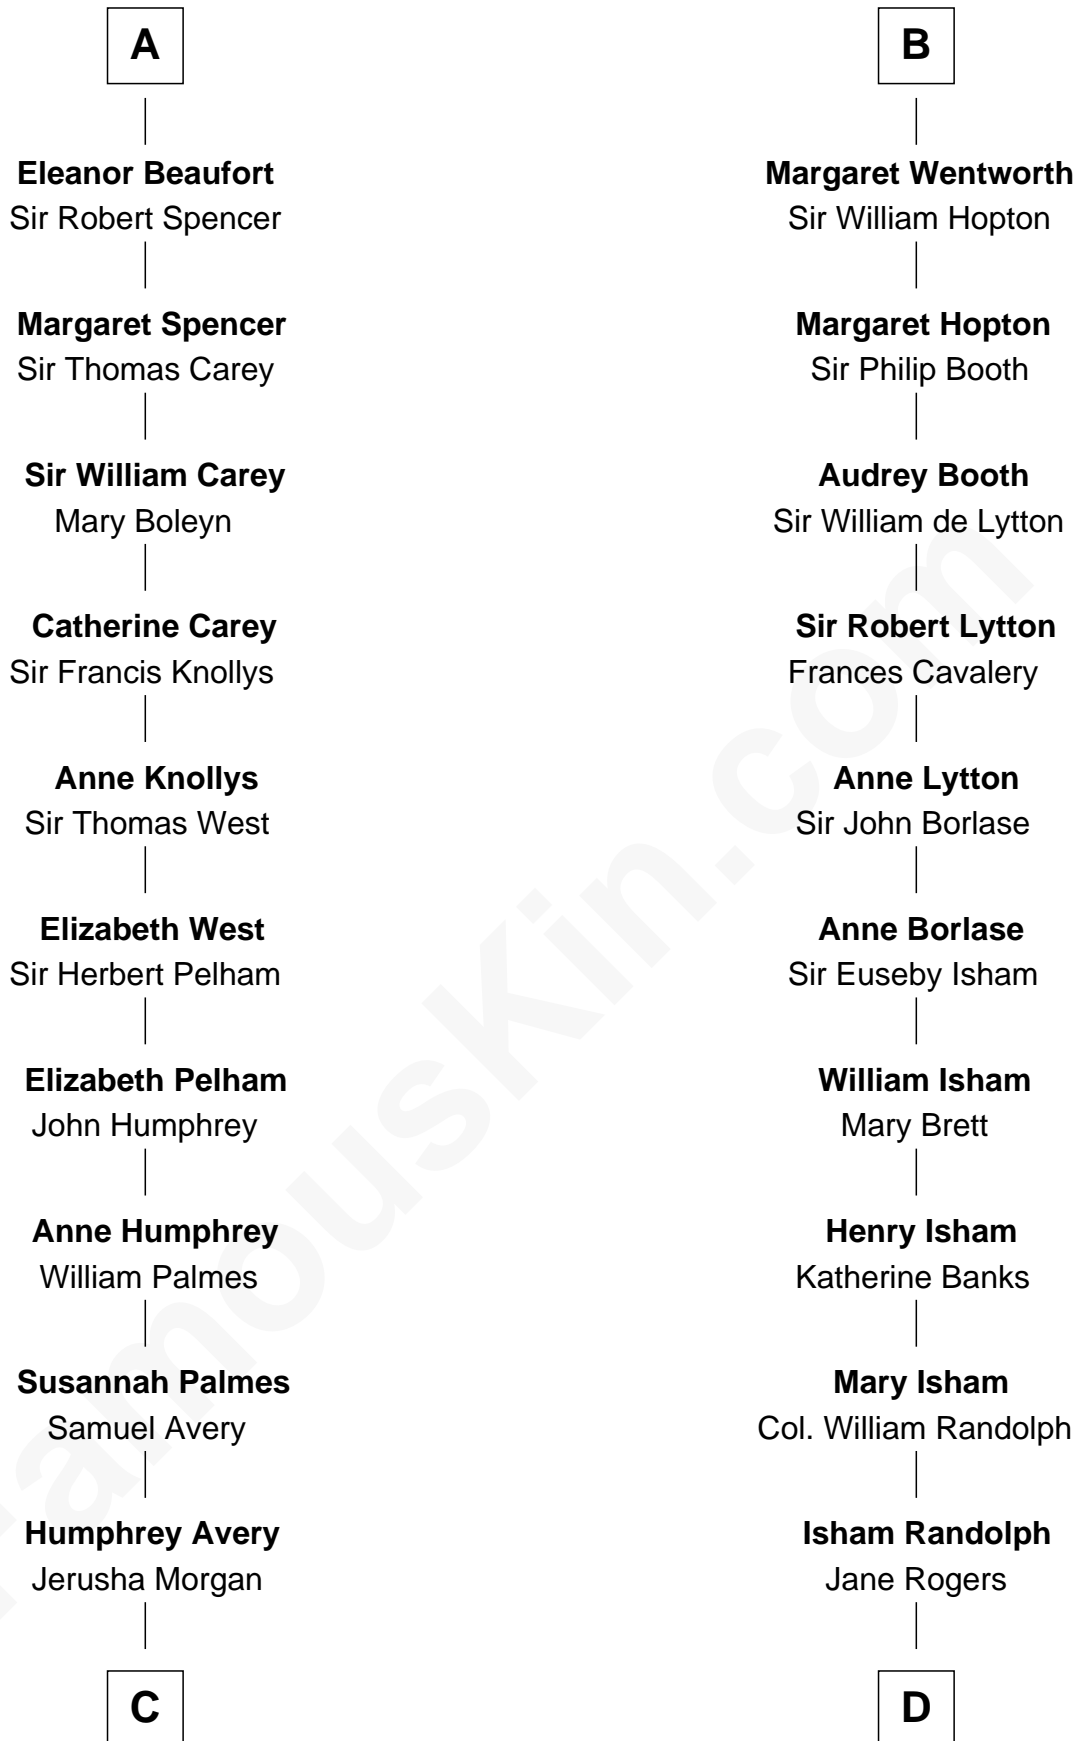 A
Eleanor Beaufort
Sir Robert Spencer
Margaret Spencer
Sir Thomas Carey
Sir William Carey
Mary Boleyn
Catherine Carey
Sir Francis Knollys
Anne Knollys
Sir Thomas West
Elizabeth West
Sir Herbert Pelham
Elizabeth Pelham
John Humphrey
Anne Humphrey
William Palmes
Susannah Palmes
Samuel Avery
Humphrey Avery
Jerusha Morgan
C
B
Margaret Wentworth
Sir William Hopton
Margaret Hopton
Sir Philip Booth
Audrey Booth
Sir William de Lytton
Sir Robert Lytton
Frances Cavalery
Anne Lytton
Sir John Borlase
Anne Borlase
Sir Euseby Isham
William Isham
Mary Brett
Henry Isham
Katherine Banks
Mary Isham
Col. William Randolph
Isham Randolph
Jane Rogers
D
FamousKin.com